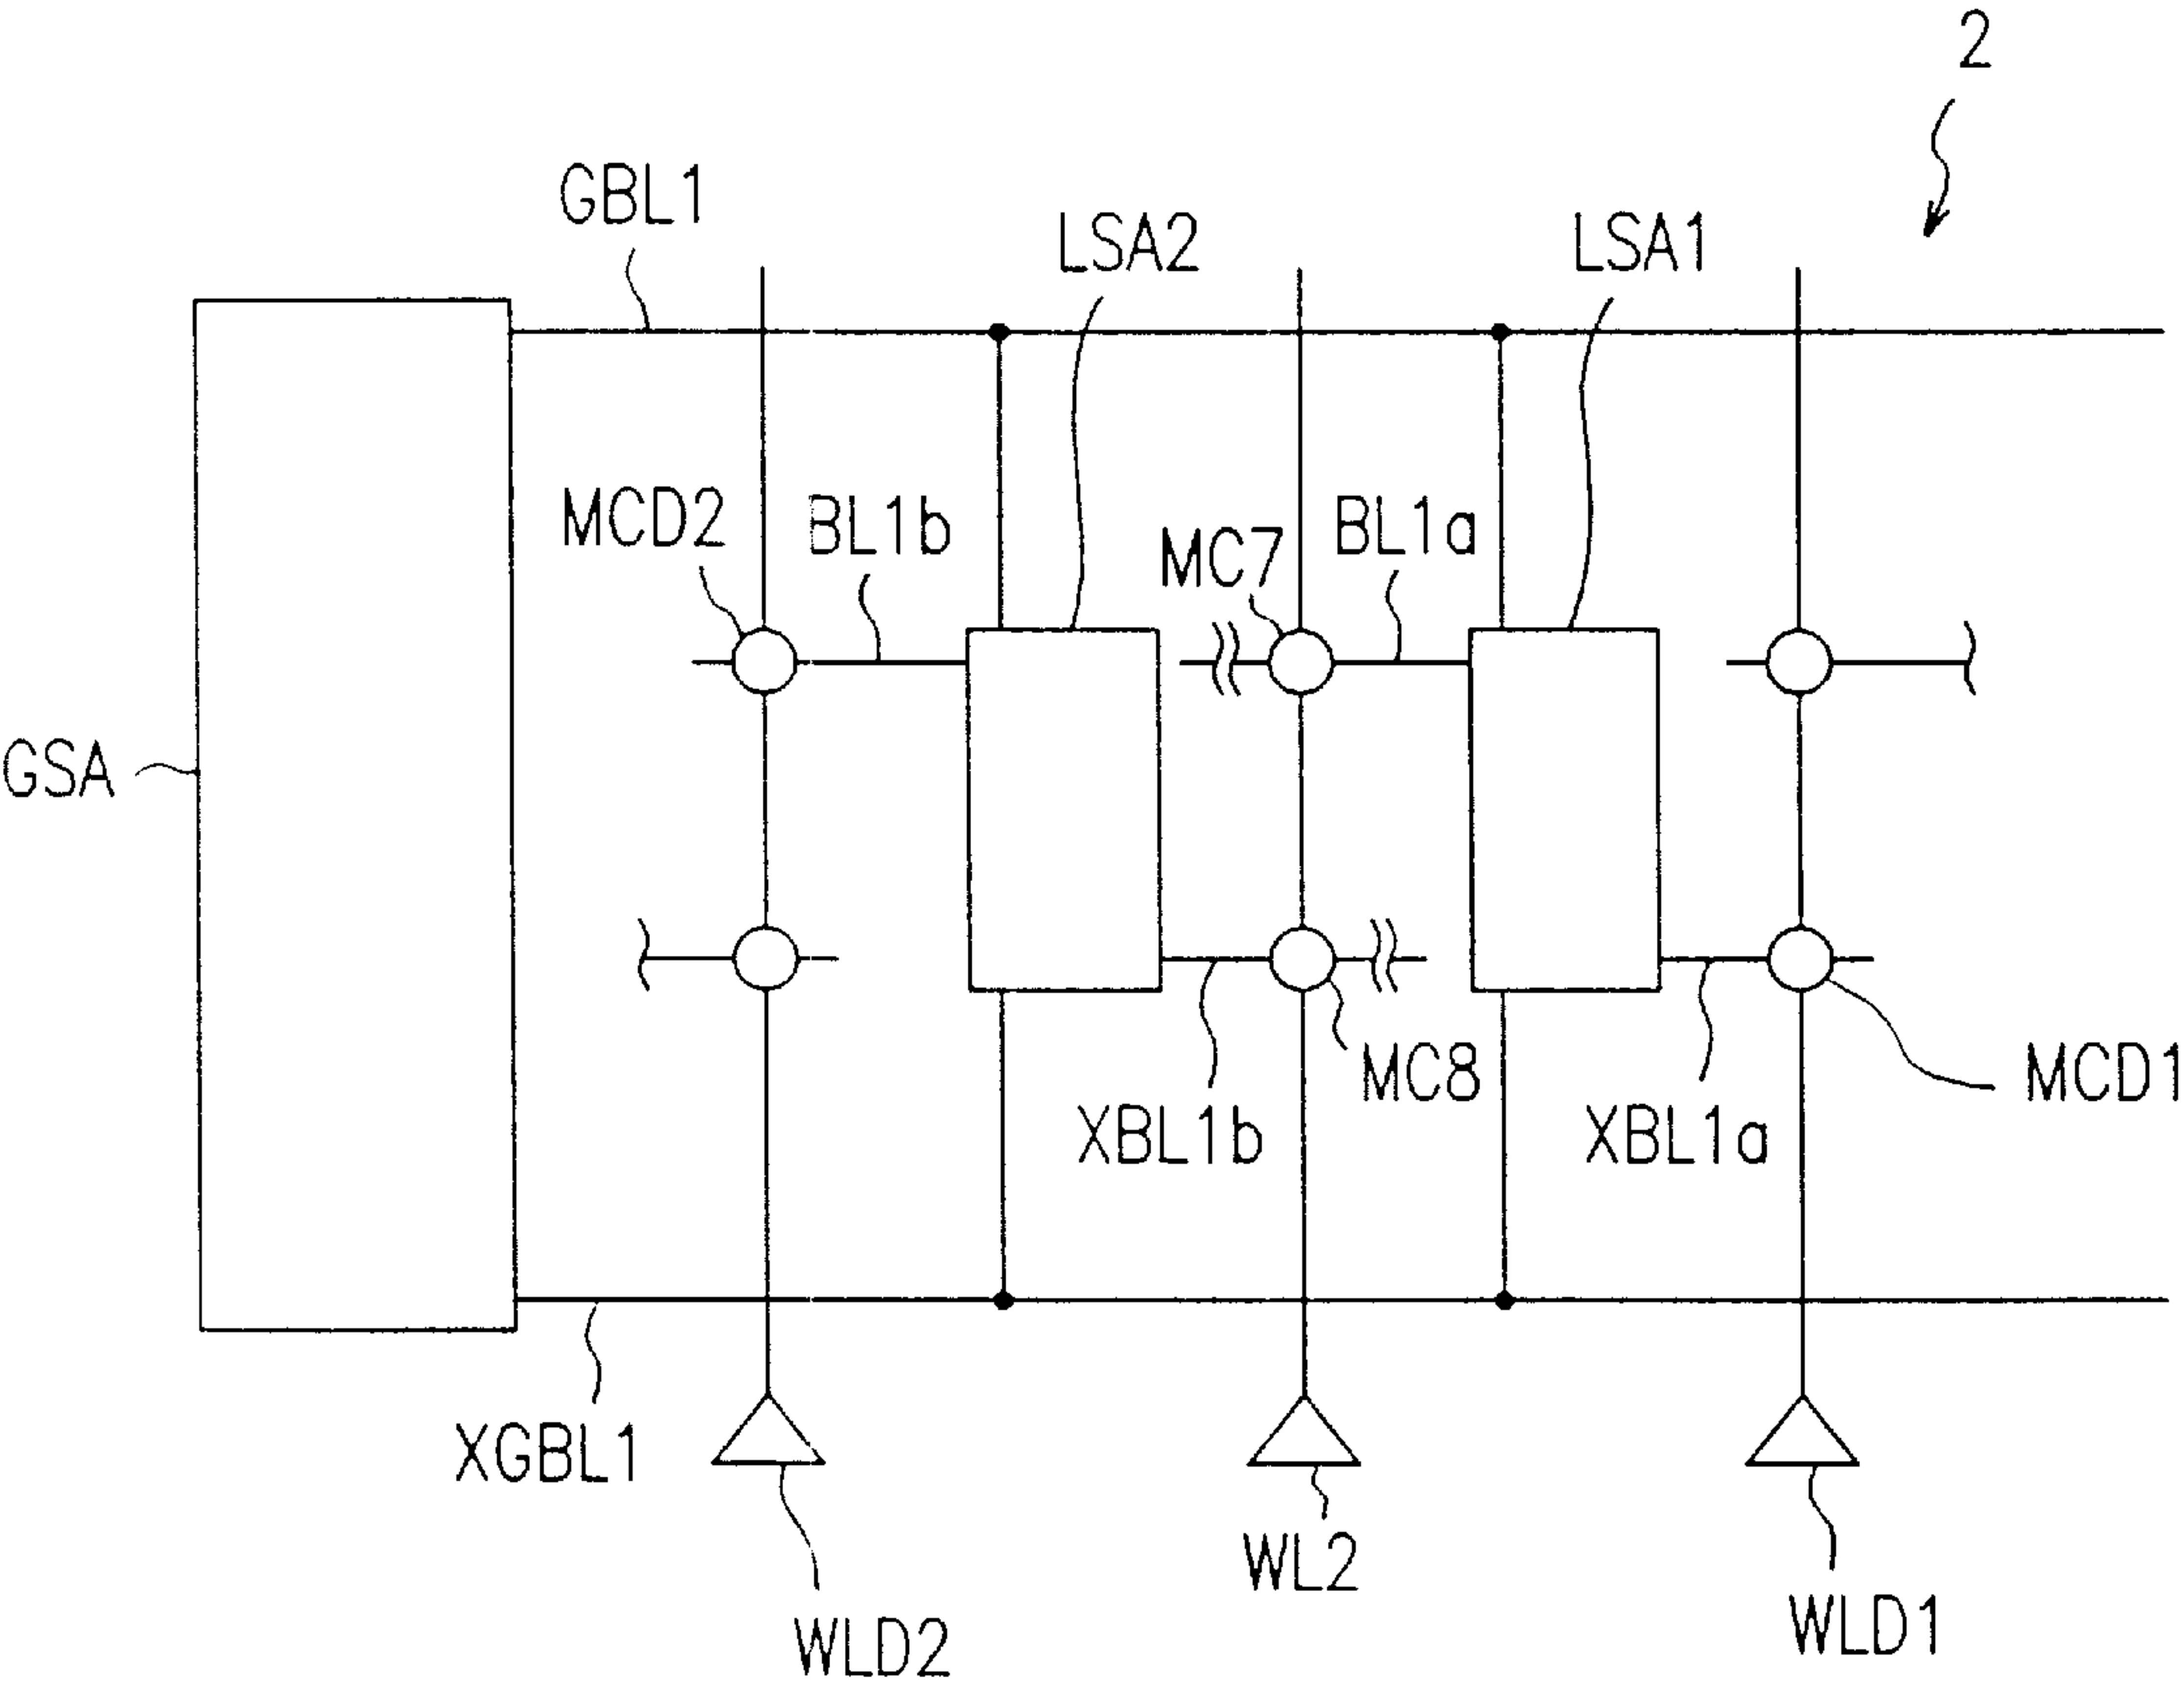 2
GBL1
LSA2
LSA1
MCD2
BL1b
MC7
BL1a
GSA
MC8
MCD1
XBL1b
XBL1a
XGBL1
WL2
WLD2
WLD1